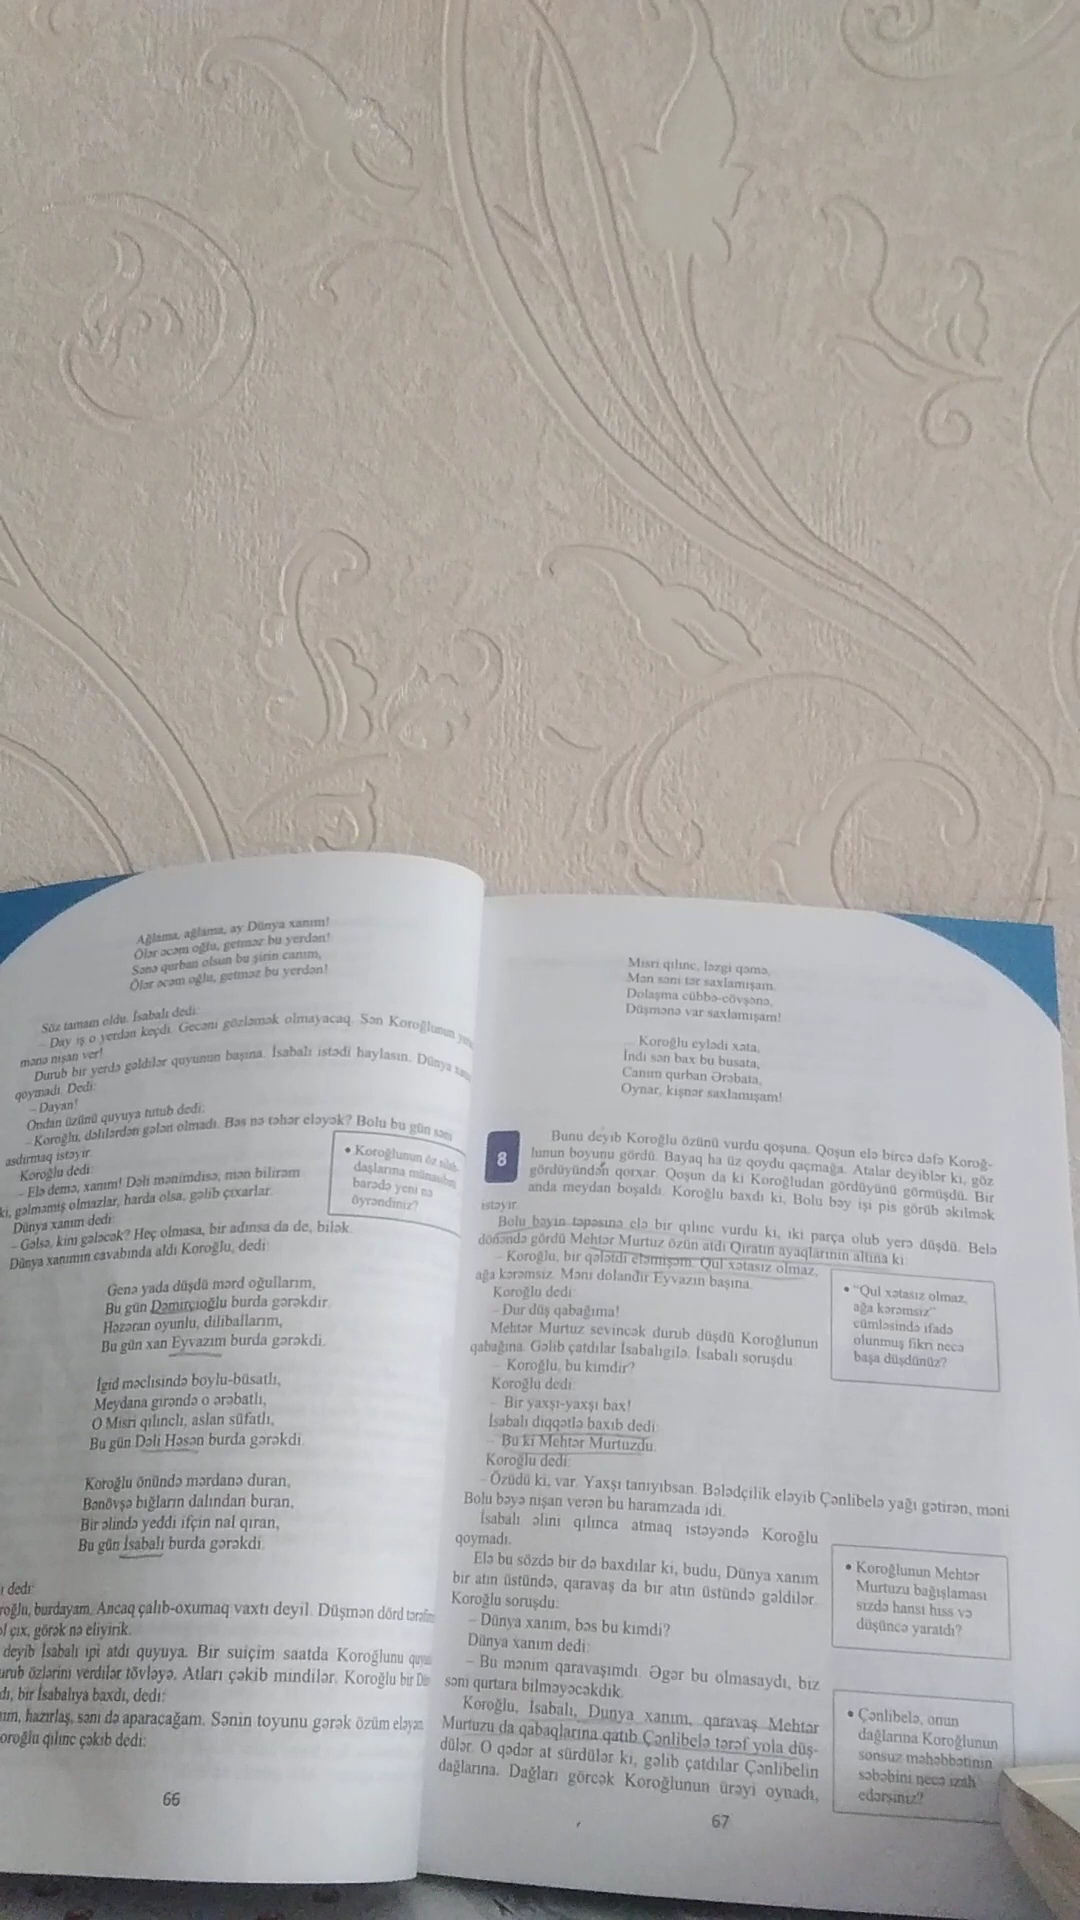 Ağlama, ağlama, ay Dünya xanım!
Ölər əcəm oğlu, getməz bu yerdən!
Sənə qurban olsun bu şirin canım,
Ölər əcəm oğlu, getməz bu yerdən!
Söz tamam oldu. İsabalı dedi:
– Day iş o yerdən keçdi. Gecəni gözləmək olmayacaq. Sən Koroğlunun
mənə nişan ver!
Durub bir yerdə gəldilər quyunun başına. İsabalı istədi haylasın. Dünya
qoymadı. Dedi:
– Dayan!
Ondan üzünü quyuya tutub dedi:
– Koroğlu, dəlilərdən gələn olmadı. Bəs nə təhər eləyək? Bolu bu gün səni
asdırmaq istəyir.
Koroğlu dedi:
– Elə demə, xanım! Dəli mənimdisə, mən bilirəm
ki, gəlməmiş olmazlar, harda olsa, gəlib çıxarlar.
Dünya xanım dedi:
– Gəlsə, kim gələcək? Heç olmasa, bir adınsa da de, bilək.
Dünya xanımın cavabında aldı Koroğlu, dedi:
• Koroğlunun öz silah-
daşlarına münasibəti
barədə yeni nə
öyrəndiniz?
Genə yada düşdü mərd oğullarım,
Bu gün Dəmirçioğlu burda gərəkdir.
Həzəran oyunlu, diliballarım,
Bu gün xan Eyvazım burda gərəkdi.
İgid məclisində boylu-büsatlı,
Meydana girəndə o ərəbatlı,
O Misri qılınclı, aslan süfatlı,
Bu gün Dəli Həsən burda gərəkdi.
Koroğlu önündə mərdanə duran,
Bənövşə bığların dalından buran,
Bir əlində yeddi ifçin nal qıran,
Bu gün İsabalı burda gərəkdi.
dedi:
burdayam. Ancaq çalıb-oxumaq vaxtı deyil. Düşmən dörd tərəfini
çıx, görək nə eliyirik.
deyib İsabalı ipi atdı quyuya. Bir suiçim saatda Koroğlunu
özlərini verdilər tövləyə. Atları çəkib mindilər. Koroğlu bir
bir İsabalıya baxdı, dedi:
hazırlaş, səni də aparacağam. Sənin toyunu gərək özüm eləyəm
qılınc çəkib dedi:
66
Misri qılınc, ləzgi qəmə,
Mən səni tər saxlamışam.
Dolaşma cübbə-cövşənə,
Düşmənə var saxlamışam!
Koroğlu eylədi xəta,
İndi sən bax bu busata,
Canım qurban Ərəbata,
Oynar, kişnər saxlamışam!
8
Bunu deyib Koroğlu özünü vurdu qoşuna. Qoşun elə bircə dəfə Koroğ-
lunun boyunu gördü. Bayaq ha üz qoydu qaçmağa. Atalar deyiblər ki, göz
gördüyündən qorxar. Qoşun da ki Koroğludan gördüyünü görmüşdü. Bir
anda meydan boşaldı. Koroğlu baxdı ki, Bolu bəy işi pis görüb əkilmək
istəyir.
Bolu bəyin təpəsinə elə bir qılınc vurdu ki, iki parça olub yerə düşdü. Belə
dönəndə gördü Mehtər Murtuz özün atdı Qıratın ayaqlarının altına ki:
– Koroğlu, bir qələtdi eləmişəm. Qul xətasız olmaz,
ağa kərəmsiz. Məni dolandır Eyvazın başına.
Koroğlu dedi:
– Dur düş qabağıma!
Mehtər Murtuz sevincək durub düşdü Koroğlunun
qabağına. Gəlib çatdılar İsabalıgilə. İsabalı soruşdu:
– Koroğlu, bu kimdir?
Koroğlu dedi:
– Bir yaxşı-yaxşı bax!
İsabalı diqqətlə baxıb dedi:
– Bu ki Mehtər Murtuzdu.
Koroğlu dedi:
– Özüdü ki, var. Yaxşı tanıyıbsan. Bələdçilik eləyib Çənlibelə yağı gətirən, məni
Bolu bəyə nişan verən bu haramzada idi.
• "Qul xətasız olmaz,
ağa kərəmsiz"
cümləsində ifadə
olunmuş fikri necə
başa düşdünüz?
İsabalı əlini qılınca atmaq istəyəndə Koroğlu
qoymadı.
Elə bu sözdə bir də baxdılar ki, budu, Dünya xanım
bir atın üstündə, qaravaş da bir atın üstündə gəldilər.
Koroğlu soruşdu:
– Dünya xanım, bəs bu kimdi?
Dünya xanım dedi:
– Bu mənim qaravaşımdı. Əgər bu olmasaydı, biz
səni qurtara bilməyəcəkdik.
• Koroğlunun Mehtər
Murtuzu bağışlaması
sizdə hansı hiss və
düşüncə yaratdı?
Koroğlu, İsabalı, Dünya xanım, qaravaş Mehtər
Murtuzu da qabaqlarına qatıb Çənlibelə tərəf yola düş-
dülər. O qədər at sürdülər ki, gəlib çatdılar Çənlibelin
dağlarına. Dağları görcək Koroğlunun ürəyi oynadı,
• Çənlibelə, onun
dağlarına Koroğlunun
sonsuz məhəbbətinin
səbəbini necə izah
edərsiniz?
67